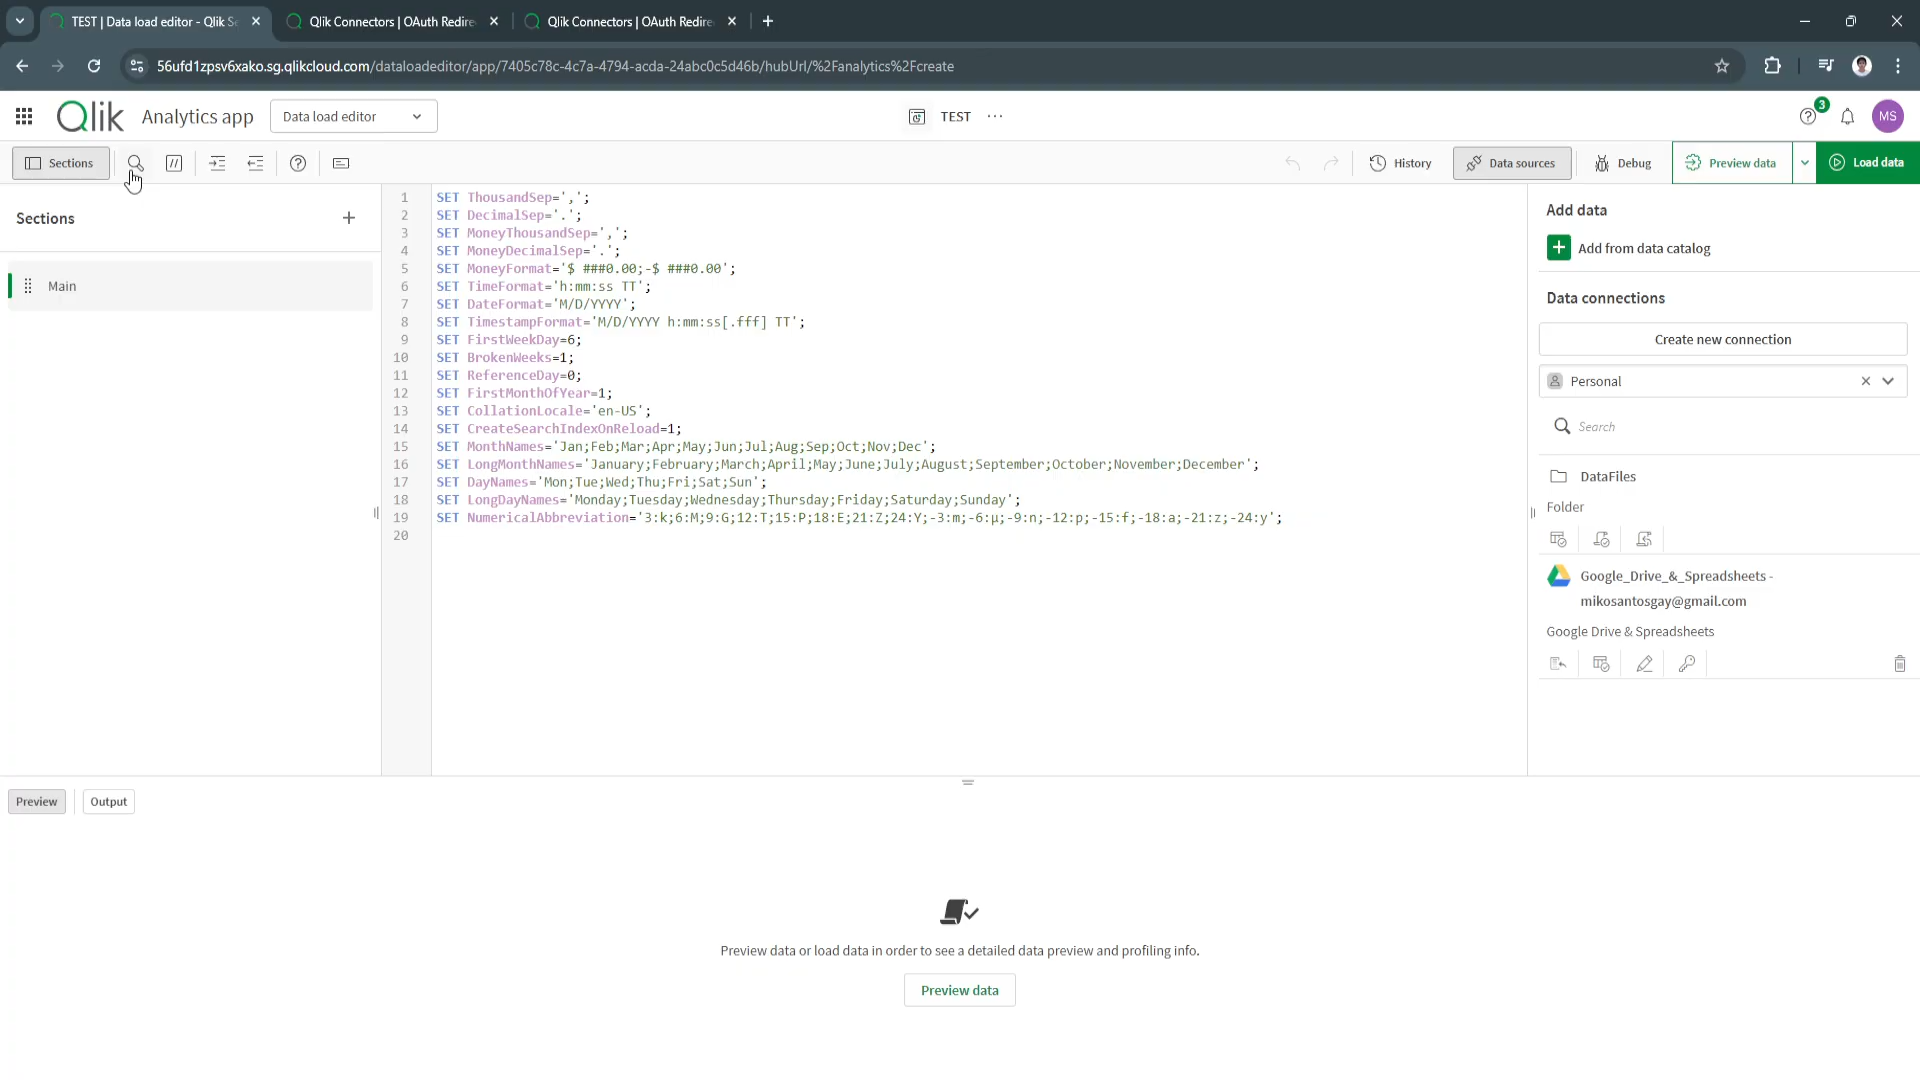 TEST | Data load editor - Qlik Se
Qlik Connectors | OAuth Redire
Qlik Connectors | OAuth Redire
56ufd1zpsv6xako.sg.qlikcloud.com/dataloadeditor/app/7405c78c-4c7a-4794-acda-24abc0c5d46b/hubUrl/%2Fanalytics%2Fcreate
Qlik Analytics app
Data load editor
TEST
3
MS
Sections
//
History
Data sources
Debug
Preview data
Load data
Sections
Main
1 SET ThousandSep=',';
2 SET DecimalSep='.';
3 SET MoneyThousandSep=',';
4 SET MoneyDecimalSep='.';
5 SET MoneyFormat='$ ###0.00;-$ ###0.00';
6 SET TimeFormat='h:mm:ss TT';
7 SET DateFormat='M/D/YYYY';
8 SET TimestampFormat='M/D/YYYY h:mm:ss[.fff] TT';
9 SET FirstWeekDay=6;
10 SET BrokenWeeks=1;
11 SET ReferenceDay=0;
12 SET FirstMonthOfYear=1;
13 SET CollationLocale='en-US';
14 SET CreateSearchIndexOnReload=1;
15 SET MonthNames='Jan;Feb;Mar;Apr;May;Jun;Jul;Aug;Sep;Oct;Nov;Dec';
16 SET LongMonthNames='January;February;March;April;May;June;July;August;September;October;November;December';
17 SET DayNames='Mon;Tue;Wed;Thu;Fri;Sat;Sun';
18 SET LongDayNames='Monday;Tuesday;Wednesday;Thursday;Friday;Saturday;Sunday';
19 SET NumericalAbbreviation='3:k;6:M;9:G;12:T;15:P;18:E;21:Z;24:Y;-3:m;-6:μ;-9:n;-12:p;-15:f;-18:a;-21:z;-24:y';
20
Add data
Add from data catalog
Data connections
Create new connection
Personal
Search
DataFiles
Folder
Google_Drive_&_Spreadsheets -
mikosantosgay@gmail.com
Google Drive & Spreadsheets
Preview
Output
Preview data or load data in order to see a detailed data preview and profiling info.
Preview data